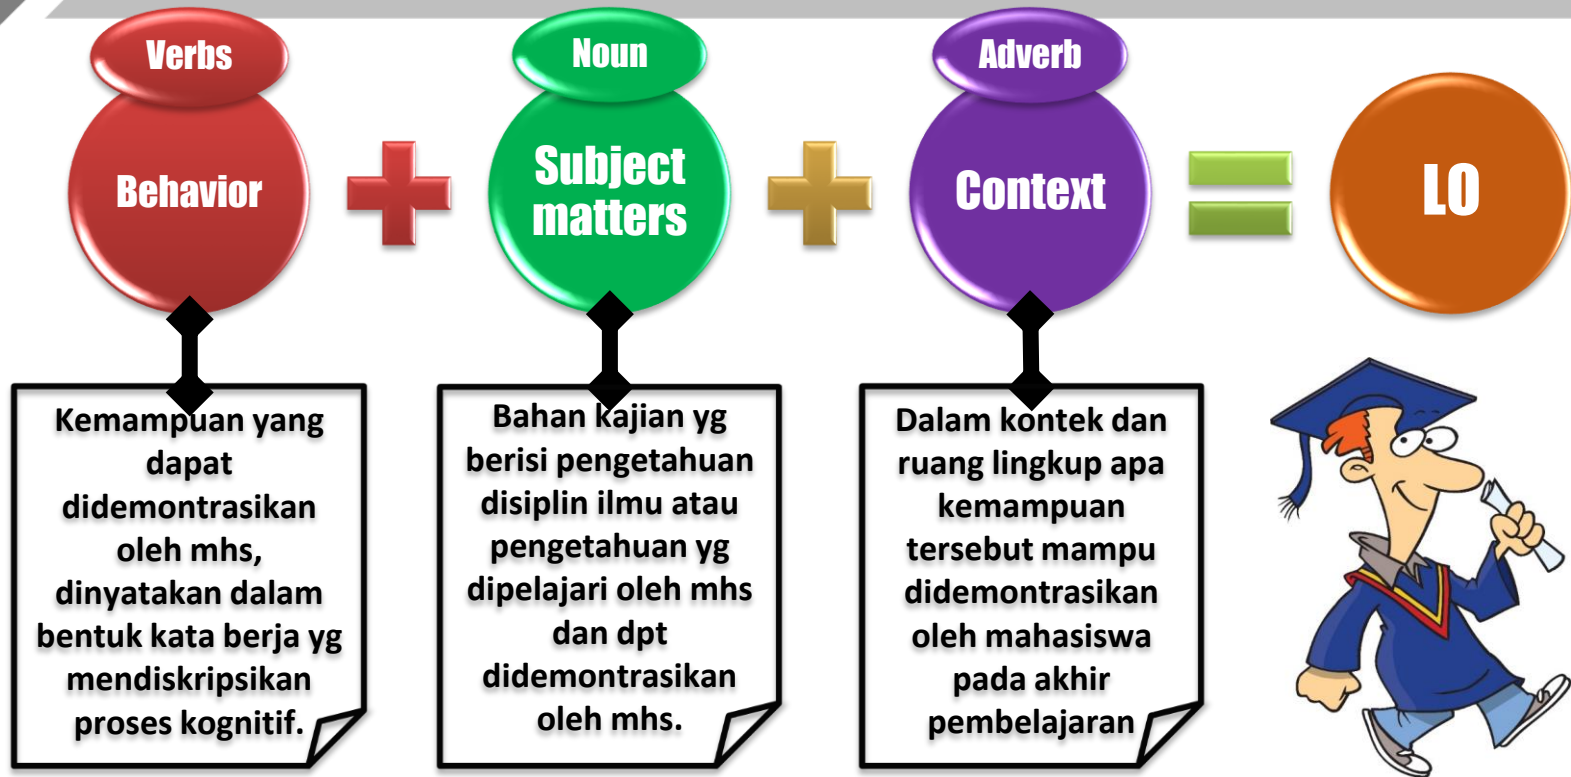 Verbs
Behavior
Noun
Subject
matters
Adverb
Context
LO
Kemampuan yang
dapat
didemontrasikan
oleh mhs,
dinyatakan dalam
bentuk kata berja yg
mendiskripsikan
proses kognitif.
Bahan kajian yg
berisi pengetahuan
disiplin ilmu atau
pengetahuan yg
dipelajari oleh mhs
dan dpt
didemontrasikan
oleh mhs.
Dalam kontek dan
ruang lingkup apa
kemampuan
tersebut mampu
didemontrasikan
oleh mahasiswa
pada akhir
pembelajaran